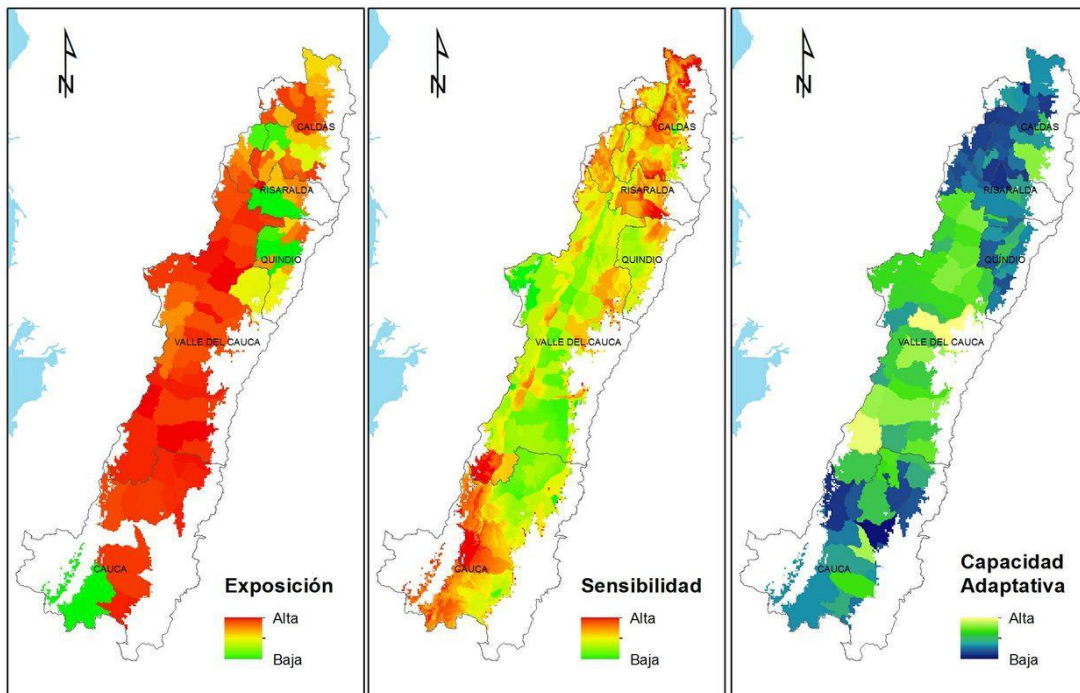 N
CALDAS
RISARALDA
QUINDIO
VALLE DEL CAUCA
CAUCA
Exposición
Alta
Baja
N
CALDAS
RISARALDA
QUINDIO
VALLE DEL CAUCA
CAUCA
Sensibilidad
Alta
Baja
N
CALDAS
RISARALDA
QUINDIO
VALLE DEL CAUCA
CAUCA
Capacidad
Adaptativa
Alta
Baja